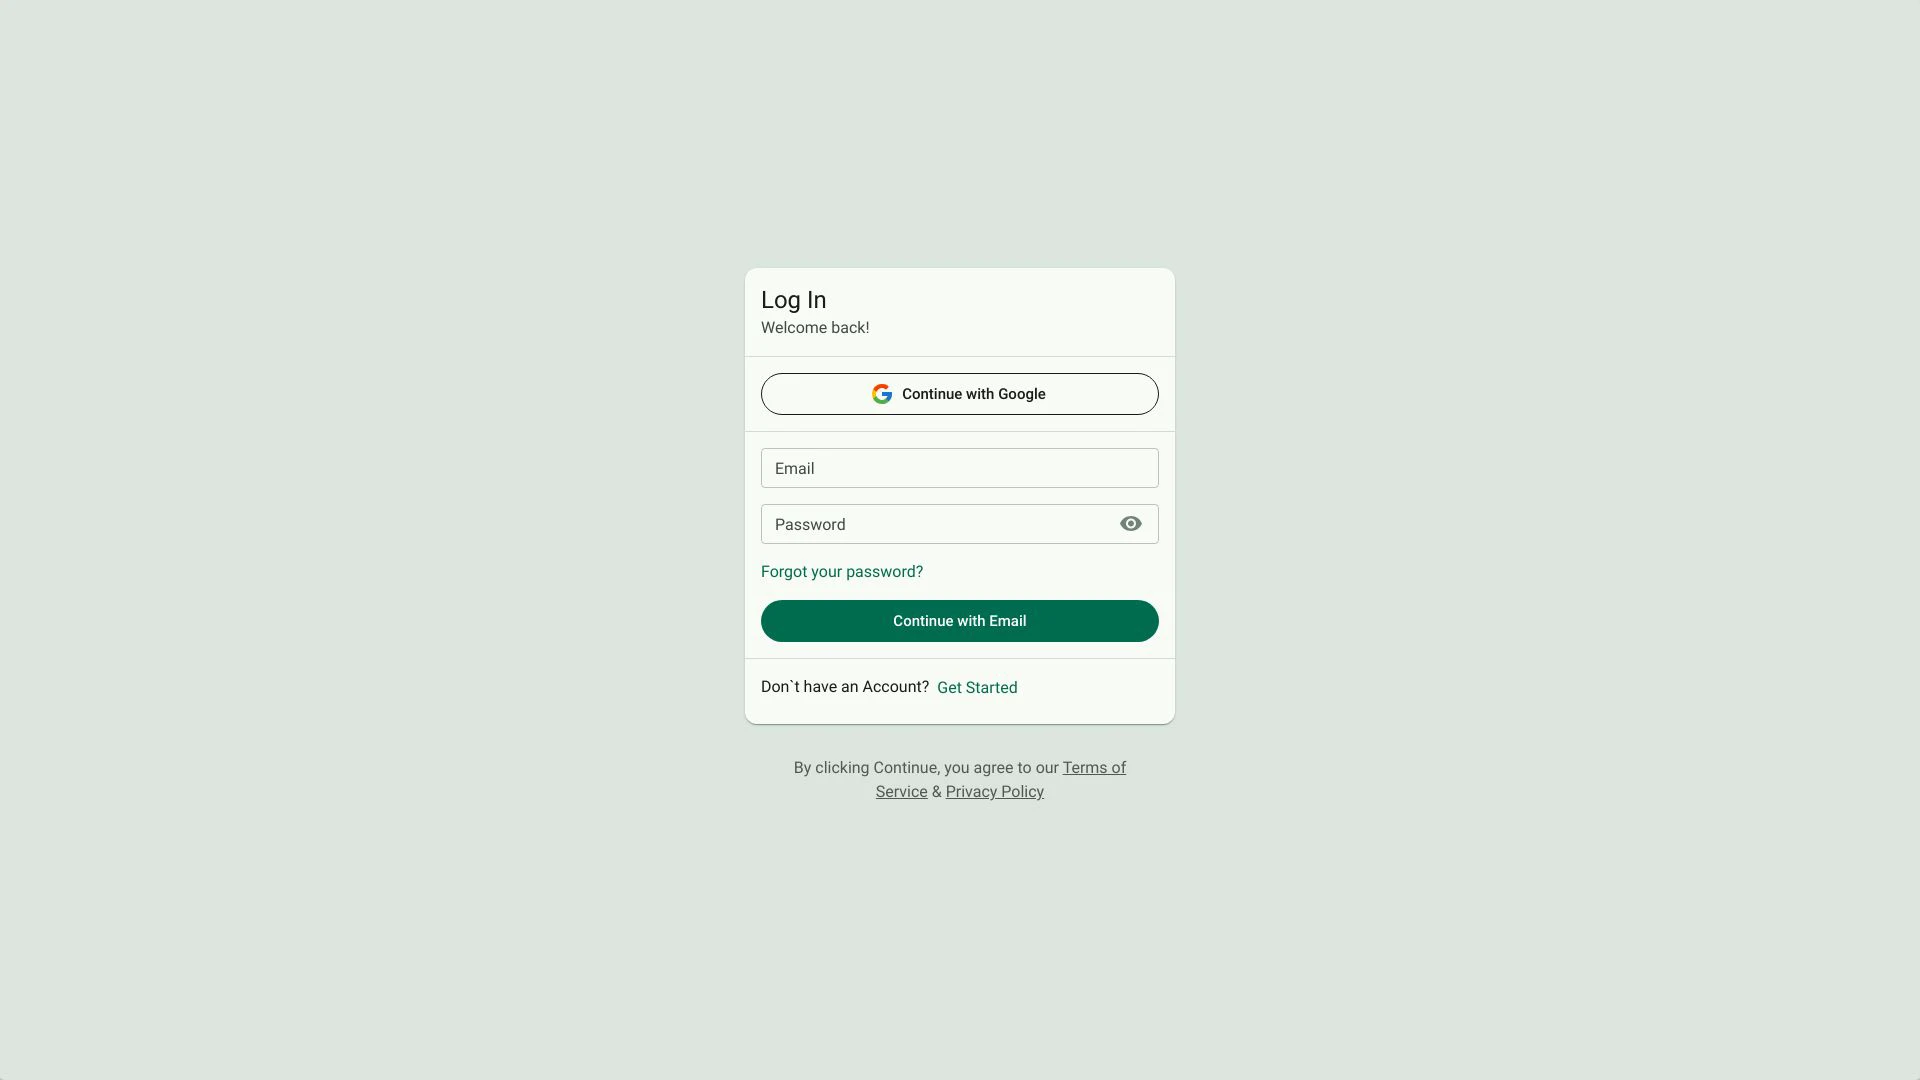 Log In
Welcome back!
Continue with Google
Email
Password
Forgot your password?
Continue with Email
Don`t have an Account? Get Started
By clicking Continue, you agree to our Terms of
Service & Privacy Policy